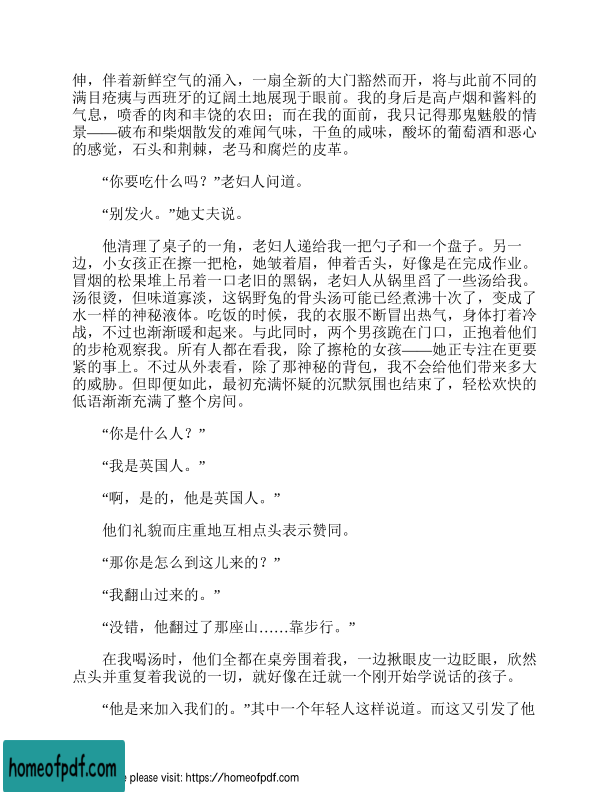 伸，伴着新鲜空气的涌入，一扇全新的大门豁然而开，将与此前不同的
满目疮痍与西班牙的辽阔土地展现于眼前。我的身后是高卢烟和酱料的
气息，喷香的肉和丰饶的农田；而在我的面前，我只记得那鬼魅般的情
景——破布和柴烟散发的难闻气味，干鱼的咸味，酸坏的葡萄酒和恶心
的感觉，石头和荆棘，老马和腐烂的皮革。
“你要吃什么吗？”老妇人问道。
“别发火。”她丈夫说。
他清理了桌子的一角，老妇人递给我一把勺子和一个盘子。另一
边，小女孩正在擦一把枪，她皱着眉，伸着舌头，好像是在完成作业。
冒烟的松果堆上吊着一口老旧的黑锅，老妇人从锅里舀了一些汤给我。
汤很烫，但味道寡淡，这锅野兔的骨头汤可能已经煮沸十次了，变成了
水一样的神秘液体。吃饭的时候，我的衣服不断冒出热气，身体打着冷
战，不过也渐渐暖和起来。与此同时，两个男孩跪在门口，正抱着他们
的步枪观察我。所有人都在看我，除了擦枪的女孩——她正专注在更要
紧的事上。不过从外表看，除了那神秘的背包，我不会给他们带来多大
的威胁。但即便如此，最初充满怀疑的沉默氛围也结束了，轻松欢快的
低语渐渐充满了整个房间。
“你是什么人？”
“我是英国人。”
“啊，是的，他是英国人。”
他们礼貌而庄重地互相点头表示赞同。
“那你是怎么到这儿来的？”
“我翻山过来的。”
“没错，他翻过了那座山……靠步行。”
在我喝汤时，他们全都在桌旁围着我，一边揪眼皮一边眨眼，欣然
点头并重复着我说的一切，就好像在迁就一个刚开始学说话的孩子。
“他是来加入我们的。”其中一个年轻人这样说道。而这又引发了他
homeofpdf.com
e please visit: https://homeofpdf.com